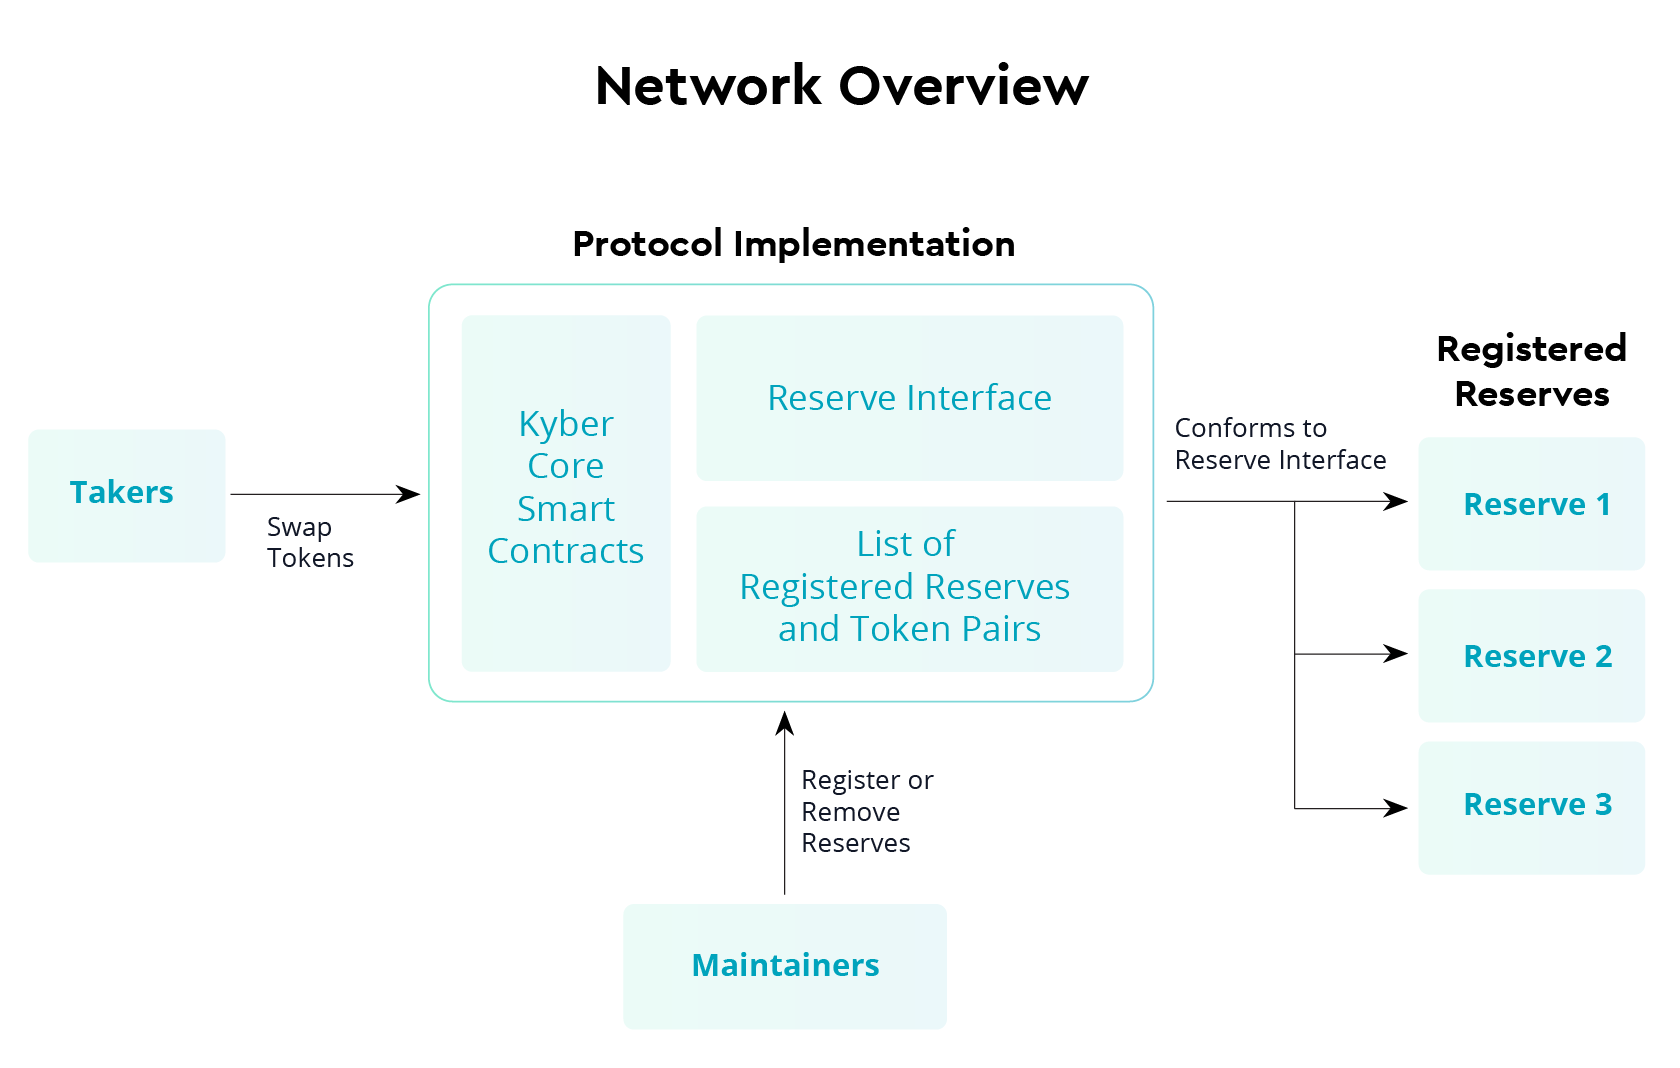 Network Overview
Protocol Implementation
Takers
Swap
Tokens
Kyber
Core
Smart
Contracts
Reserve Interface
List of
Registered Reserves
and Token Pairs
Conforms to
Reserve Interface
Registered
Reserves
Reserve 1
Reserve 2
Reserve 3
Register or
Remove
Reserves
Maintainers